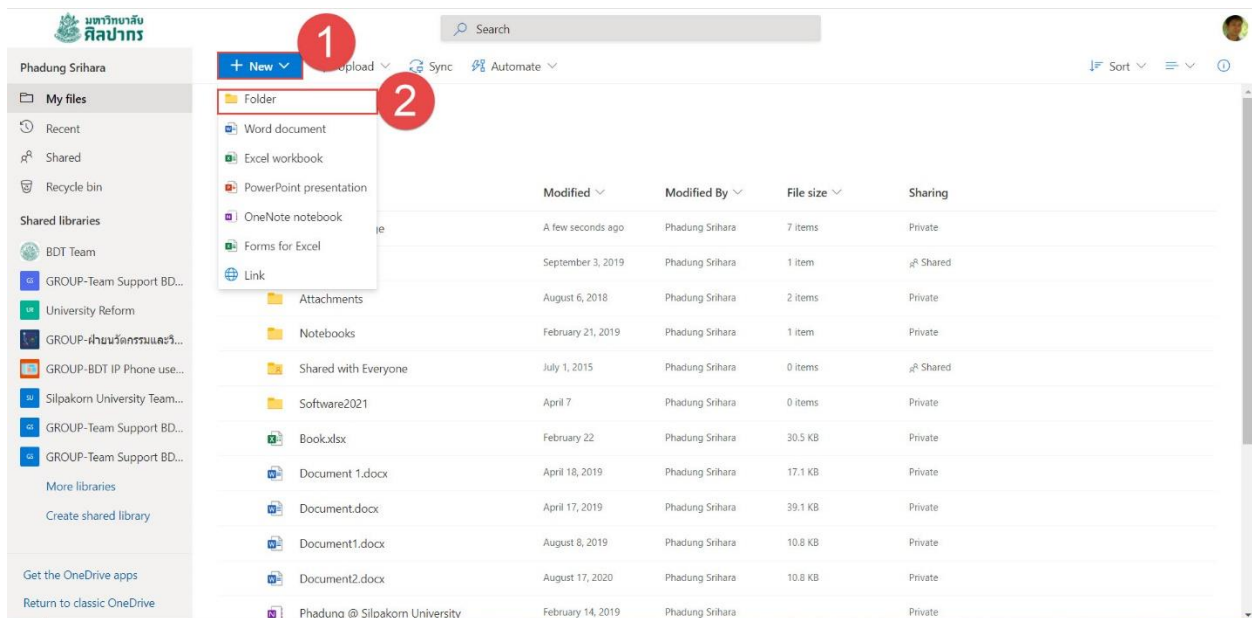 มหาวิทยาลัย
ศิลปากร
Search
1
Phadung Srihara
New
Sync
Automate
Sort
My files
Folder
2
Recent
Word document
Shared
Excel workbook
Recycle bin
PowerPoint presentation
Modified
Modified By
File size
Sharing
Shared libraries
OneNote notebook
A few seconds ago
Phadung Srihara
7 items
Private
BDT Team
Forms for Excel
September 3, 2019
Phadung Srihara
1 item
Shared
GS
GROUP-Team Support BD...
Link
Attachments
August 6, 2018
Phadung Srihara
2 items
Private
UR
University Reform
Notebooks
February 21, 2019
Phadung Srihara
1 item
Private
GROUP-ฝ่ายนวัตกรรมและวิ...
Shared with Everyone
July 1, 2015
Phadung Srihara
0 items
Shared
GROUP-BDT IP Phone use...
Software2021
April 7
Phadung Srihara
0 items
Private
SU
Silpakorn University Team...
GS
GROUP-Team Support BD...
Book.xlsx
February 22
Phadung Srihara
30.5 KB
Private
GS
GROUP-Team Support BD...
Document 1.docx
April 18, 2019
Phadung Srihara
17.1 KB
Private
More libraries
Document.docx
April 17, 2019
Phadung Srihara
39.1 KB
Private
Create shared library
Document1.docx
August 8, 2019
Phadung Srihara
10.8 KB
Private
Get the OneDrive apps
Document2.docx
August 17, 2020
Phadung Srihara
10.8 KB
Private
Return to classic OneDrive
Phadung @ Silpakorn University
February 14, 2019
Phadung Srihara
Private